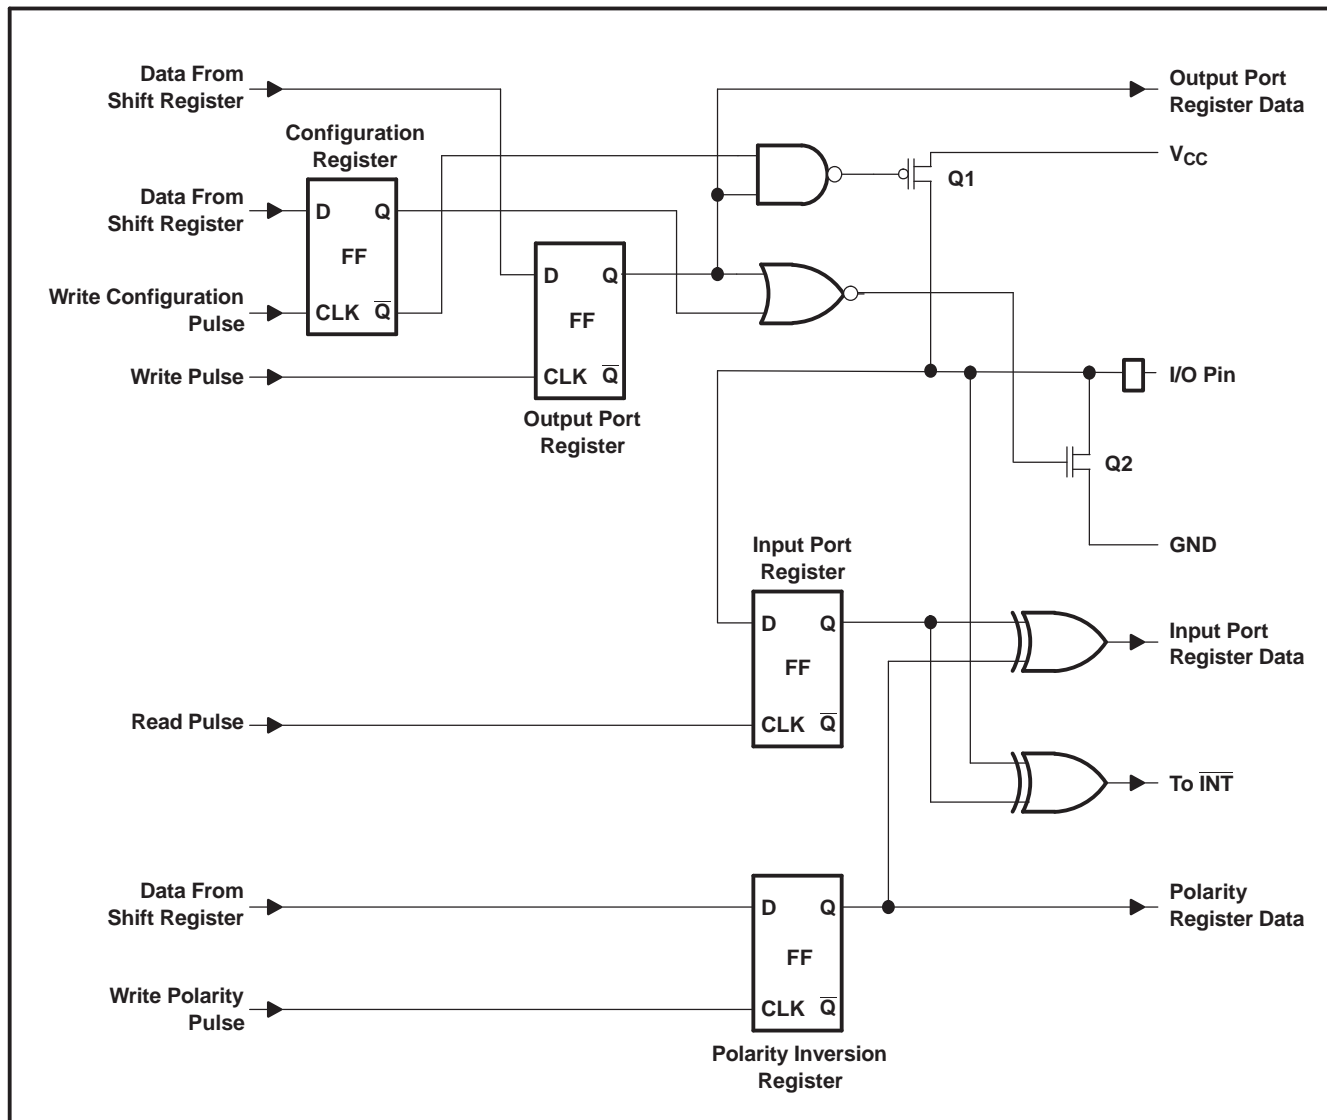 Data From
Shift Register
Output Port
Register Data
Configuration
Register
VCC
Q1
Data From
Shift Register
D
Q
FF
CLK
Q̅
D
Q
FF
CLK
Q̅
Write Configuration
Pulse
Write Pulse
I/O Pin
Output Port
Register
Q2
GND
Input Port
Register
D
Q
FF
CLK
Q̅
Input Port
Register Data
Read Pulse
To I̅N̅T̅
Data From
Shift Register
D
Q
FF
CLK
Q̅
Polarity
Register Data
Write Polarity
Pulse
Polarity Inversion
Register